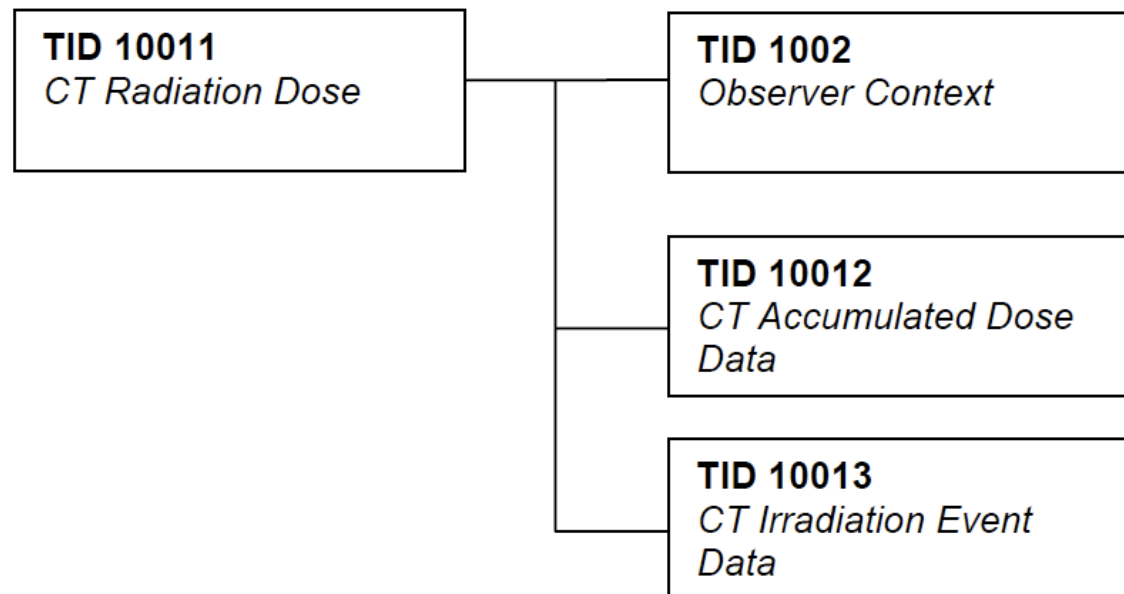 TID 10011
CT Radiation Dose
TID 1002
Observer Context
TID 10012
CT Accumulated Dose
Data
TID 10013
CT Irradiation Event
Data